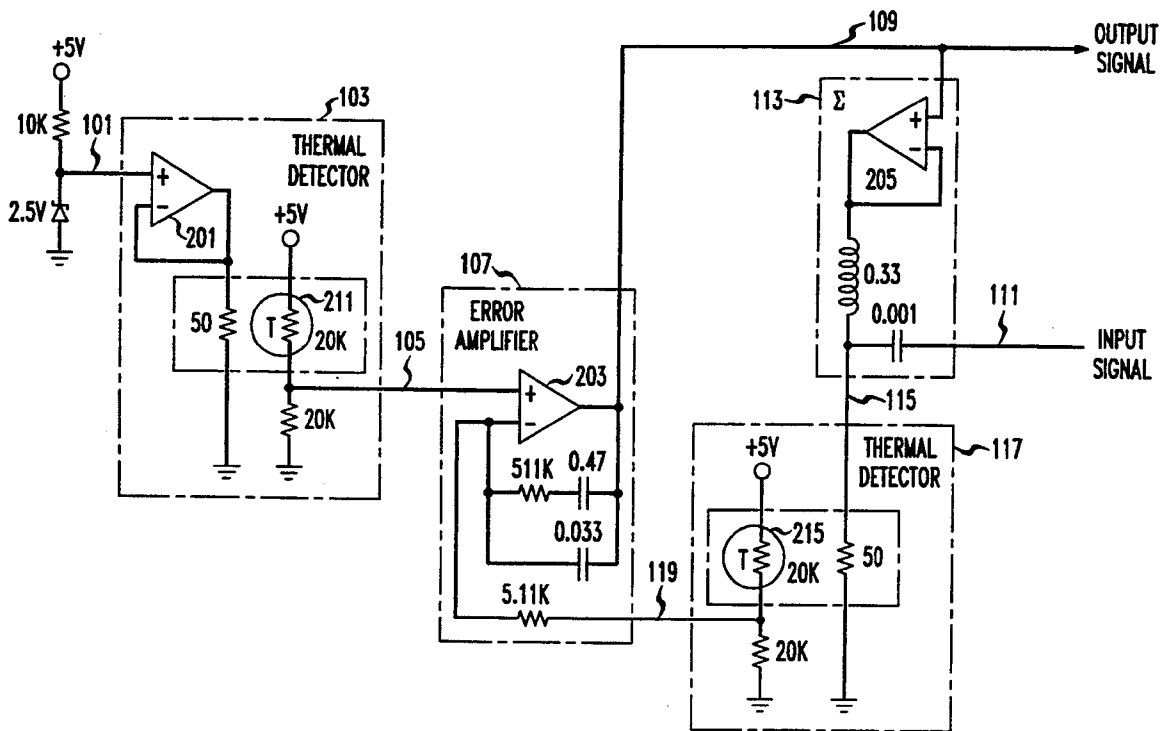 109
OUTPUT
SIGNAL
+5V
103
113
Σ
10K
101
THERMAL
DETECTOR
+
−
+
−
205
2.5V
201
+5V
107
0.33
211
ERROR
AMPLIFIER
0.001
111
50
T
20K
INPUT
SIGNAL
105
203
+
−
115
20K
+5V
THERMAL
DETECTOR
117
511K
0.47
0.033
215
T
20K
50
5.11K
119
20K